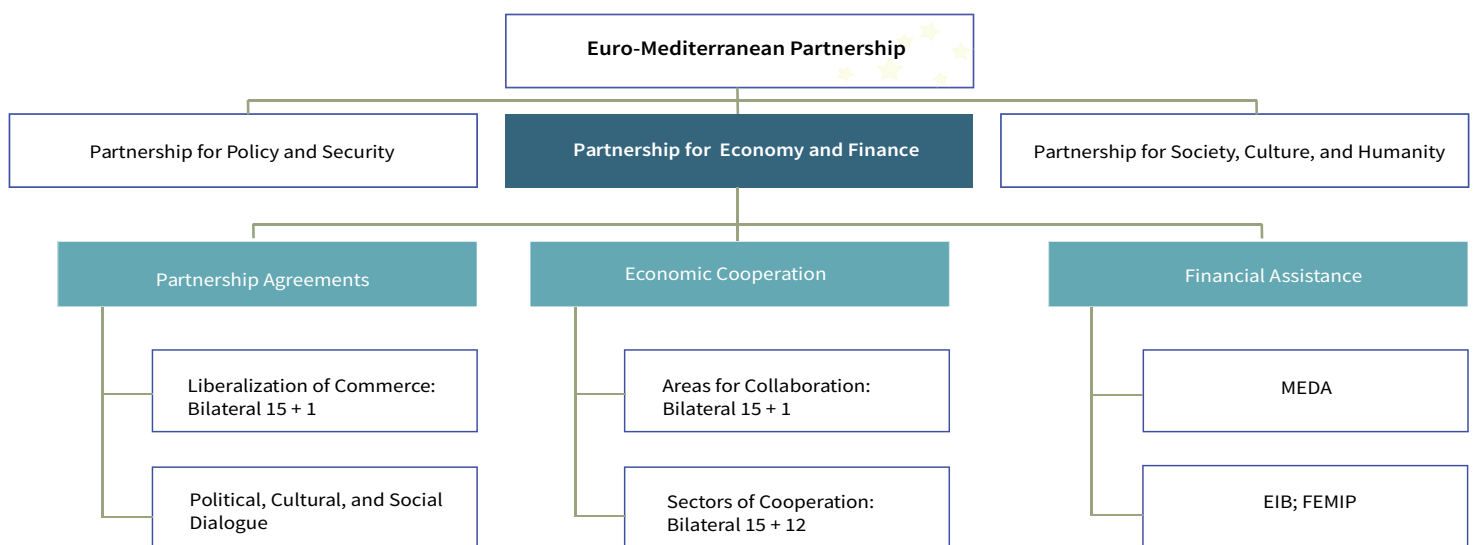 Euro-Mediterranean Partnership
Partnership for Policy and Security
Partnership for Economy and Finance
Partnership for Society, Culture, and Humanity
Partnership Agreements
Economic Cooperation
Financial Assistance
Liberalization of Commerce:
Bilateral 15 + 1
Areas for Collaboration:
Bilateral 15 + 1
MEDA
Political, Cultural, and Social
Dialogue
Sectors of Cooperation:
Bilateral 15 + 12
EIB; FEMIP